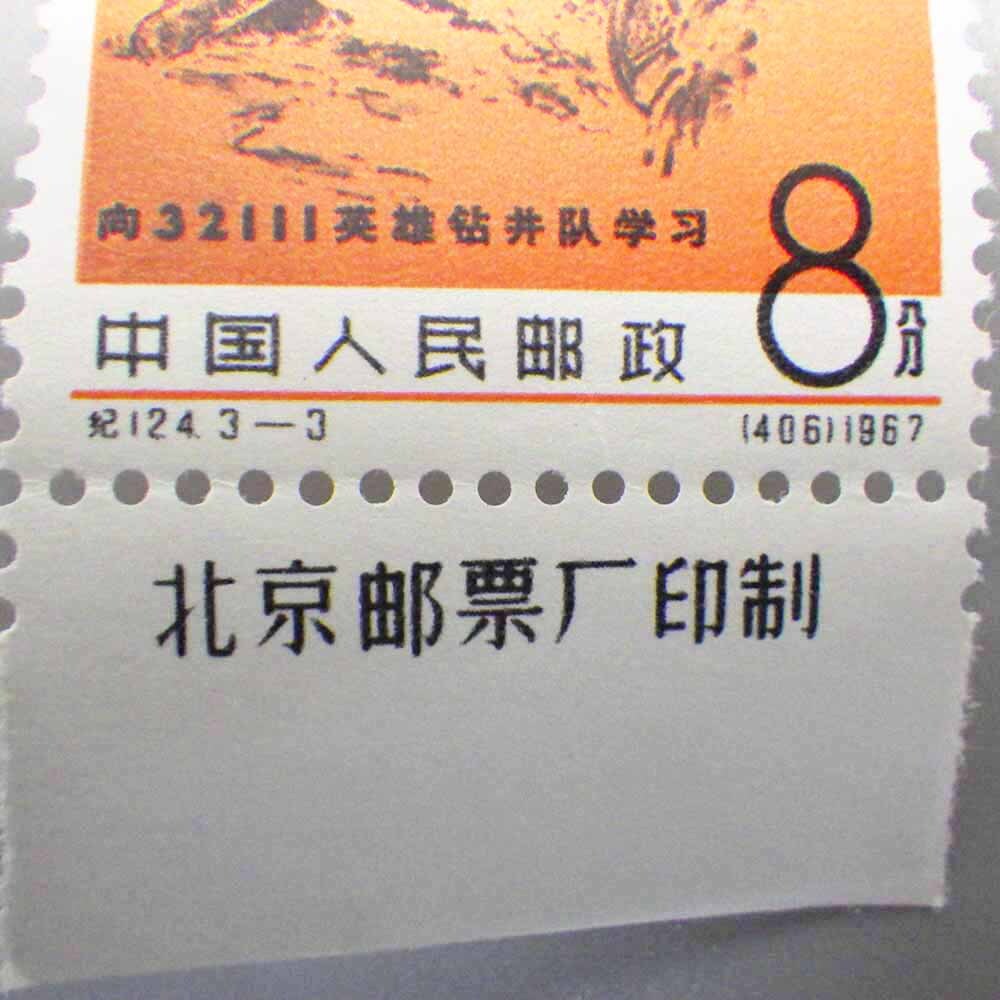 向32111英雄钻井队学习
8分
中国人民邮政
纪124.3—3 (406)1967
北京邮票厂印制